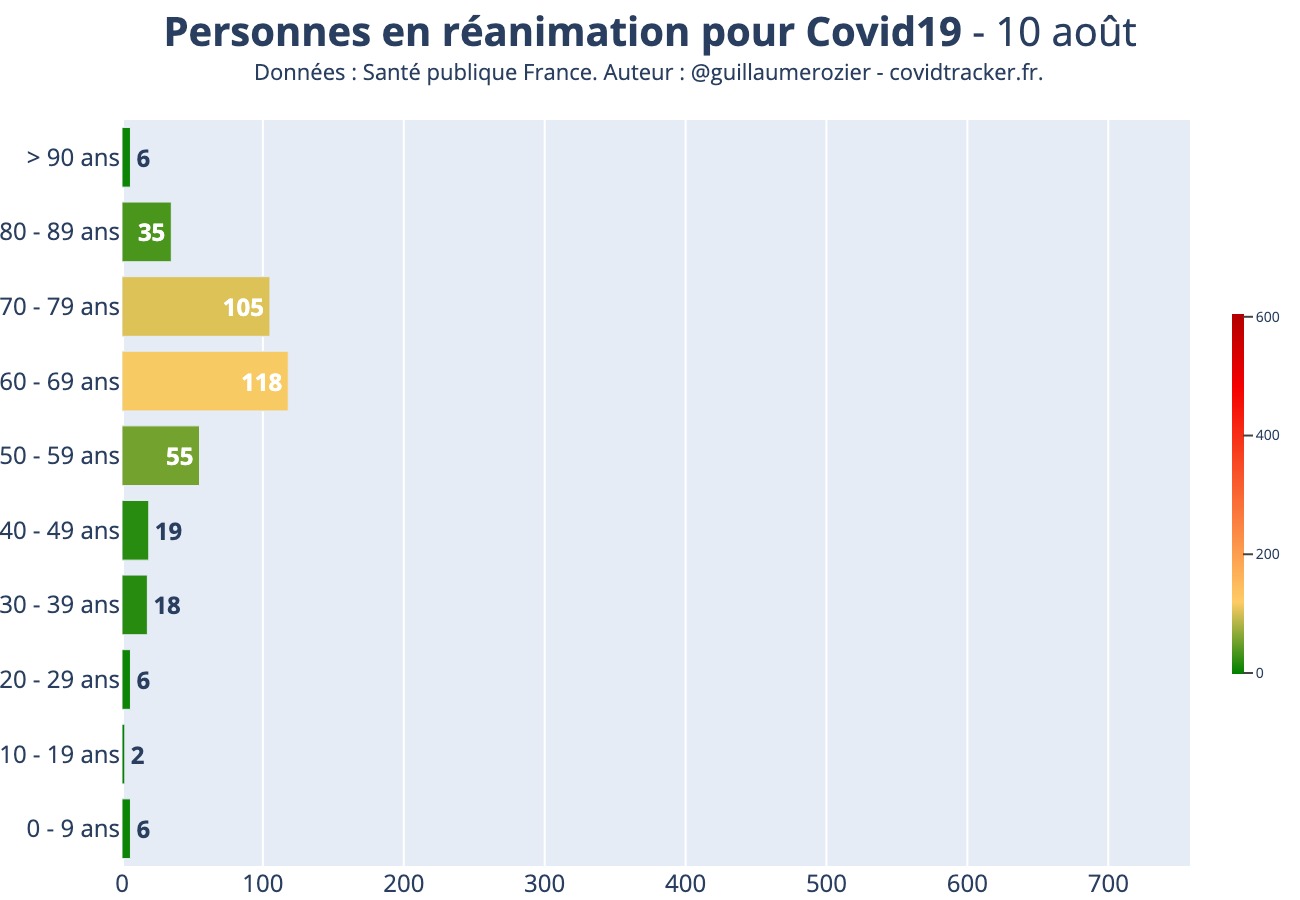 Personnes en réanimation pour Covid19 - 10 août
Données : Santé publique France. Auteur : @guillaumerozier - covidtracker.fr.
> 90 ans 6
80 - 89 ans 35
70 - 79 ans 105
60 - 69 ans 118
50 - 59 ans 55
40 - 49 ans 19
30 - 39 ans 18
20 - 29 ans 6
10 - 19 ans 2
0 - 9 ans 6
0 100 200 300 400 500 600 700
600
400
200
0